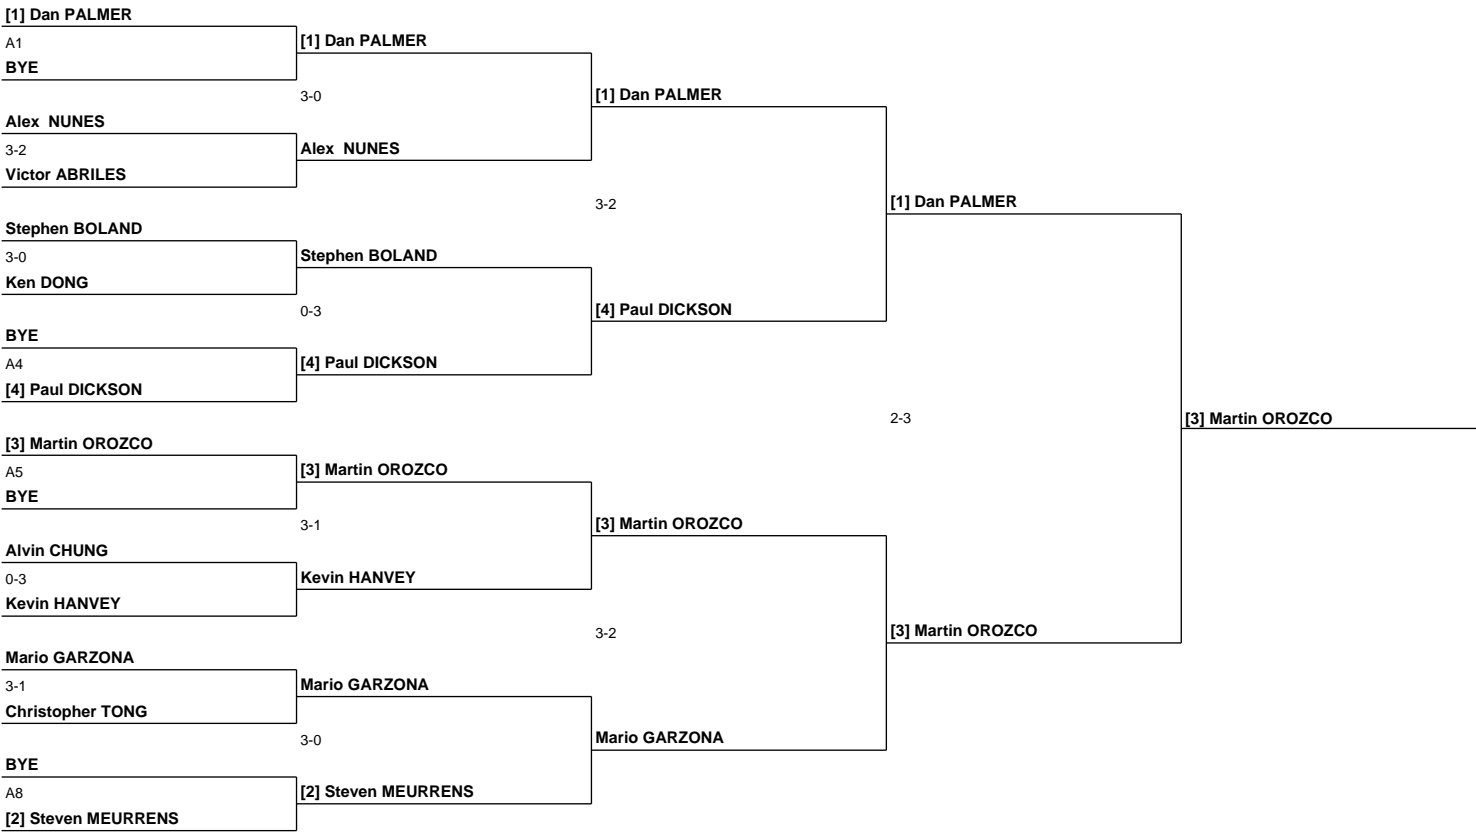 [1] Dan PALMER
A1
BYE
Alex  NUNES
3-2
Victor ABRILES
Stephen BOLAND
3-0
Ken DONG
BYE
A4
[4] Paul DICKSON
[3] Martin OROZCO
A5
BYE
Alvin CHUNG
0-3
Kevin HANVEY
Mario GARZONA
3-1
Christopher TONG
BYE
A8
[2] Steven MEURRENS
[1] Dan PALMER
3-0
Alex  NUNES
Stephen BOLAND
0-3
[4] Paul DICKSON
[3] Martin OROZCO
3-1
Kevin HANVEY
Mario GARZONA
3-0
[2] Steven MEURRENS
[1] Dan PALMER
3-2
[4] Paul DICKSON
[3] Martin OROZCO
3-2
Mario GARZONA
[1] Dan PALMER
2-3
[3] Martin OROZCO
[3] Martin OROZCO